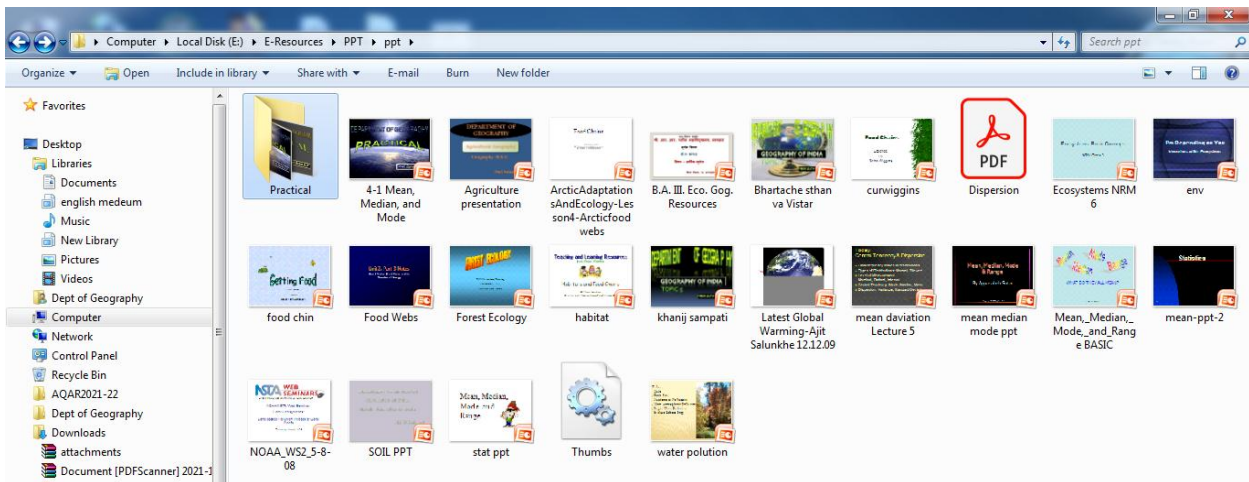 Computer ▸ Local Disk (E:) ▸ E-Resources ▸ PPT ▸ ppt ▸
Search ppt
Organize ▾ Open Include in library ▾ Share with ▾ E-mail Burn New folder
Favorites
Desktop
Libraries
Documents
english medeum
Music
New Library
Pictures
Videos
Dept of Geography
Computer
Network
Control Panel
Recycle Bin
AQAR2021-22
Dept of Geography
Downloads
attachments
Document [PDFScanner] 2021-1
Practical
PRACTICAL
4-1 Mean,
Median, and
Mode
DEPARTMENT OF
GEOGRAPHY
Agriculture
presentation
Food Chains
ArcticAdaptation
sAndEcology-Les
son4-Arcticfood
webs
B.A. III. Eco. Gog.
Resources
GEOGRAPHY OF INDIA
Bhartache sthan
va Vistar
Food Chains
curwiggins
PDF
Dispersion
Ecosystems NRM
6
env
Getting Food
food chin
Food Webs
FOREST ECOLOGY
Forest Ecology
Teaching and Learning Resources
habitat
GEOGRAPHY OF INDIA
khanij sampati
Latest Global
Warming-Ajit
Salunkhe 12.12.09
mean daviation
Lecture 5
Mean, Median, Mode
& Range
mean median
mode ppt
Mean,_Median,_
Mode,_and_Rang
e BASIC
Statistics
mean-ppt-2
NSTA WEB
SEMINARS
NOAA_WS2_5-8-
08
SOIL PPT
Mean, Median,
Mode and
Range
stat ppt
Thumbs
water polution